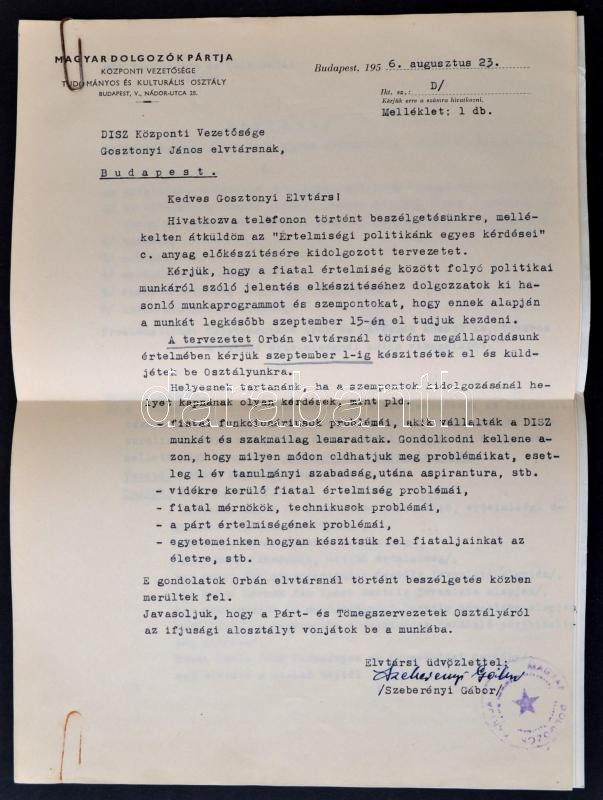 MAGYAR DOLGOZÓK PÁRTJA
KÖZPONTI VEZETŐSÉGE
TUDOMÁNYOS ÉS KULTURÁLIS OSZTÁLY
BUDAPEST, V., NÁDOR-UTCA 28.
Budapest, 195 6. augusztus 23.
Ikt. sz.: D/
Kérjük erre a számra hivatkozni.
Melléklet: 1 db.
DISZ Központi Vezetősége
Gosztonyi János elvtársnak,
Budapest.
Kedves Gosztonyi Elvtárs!
Hivatkozva telefonon történt beszélgetésünkre, mellé-
kelten átküldöm az "Értelmiségi politikánk egyes kérdései"
c. anyag előkészítésére kidolgozott tervezetet.
Kérjük, hogy a fiatal értelmiség között folyó politikai
munkáról szóló jelentés elkészítéséhez dolgozzatok ki ha-
sonló munkaprogrammot és szempontokat, hogy ennek alapján
a munkát legkésőbb szeptember 15-én el tudjuk kezdeni.
A tervezetet Orbán elvtársnál történt megállapodásunk
értelmében kérjük szeptember 1-ig készítsétek el és küld-
jétek be Osztályunkra.
Helyesnek tartanánk, ha a szempontok kidolgozásánál he-
lyet kapnának olyan kérdések, mint pld.
- fiatal funkcionáriusok problémái, akik vállalták a DISZ
munkát és szakmailag lemaradtak. Gondolkodni kellene a-
zon, hogy milyen módon oldhatjuk meg problémáikat, eset-
leg 1 év tanulmányi szabadság,utána aspirantura, stb.
- vidékre kerülő fiatal értelmiség problémái,
- fiatal mérnökök, technikusok problémái,
- a párt értelmiségének problémái,
- egyetemeinken hogyan készítsük fel fiataljainkat az
életre, stb.
E gondolatok Orbán elvtársnál történt beszélgetés közben
merültek fel.
Javasoljuk, hogy a Párt- és Tömegszervezetek Osztályáról
az ifjusági alosztályt vonjátok be a munkába.
Elvtársi üdvözlettel:
Szeberényi Gábor
/Szeberényi Gábor/
MAGYAR DOLGOZÓK PÁRTJA
darabanth